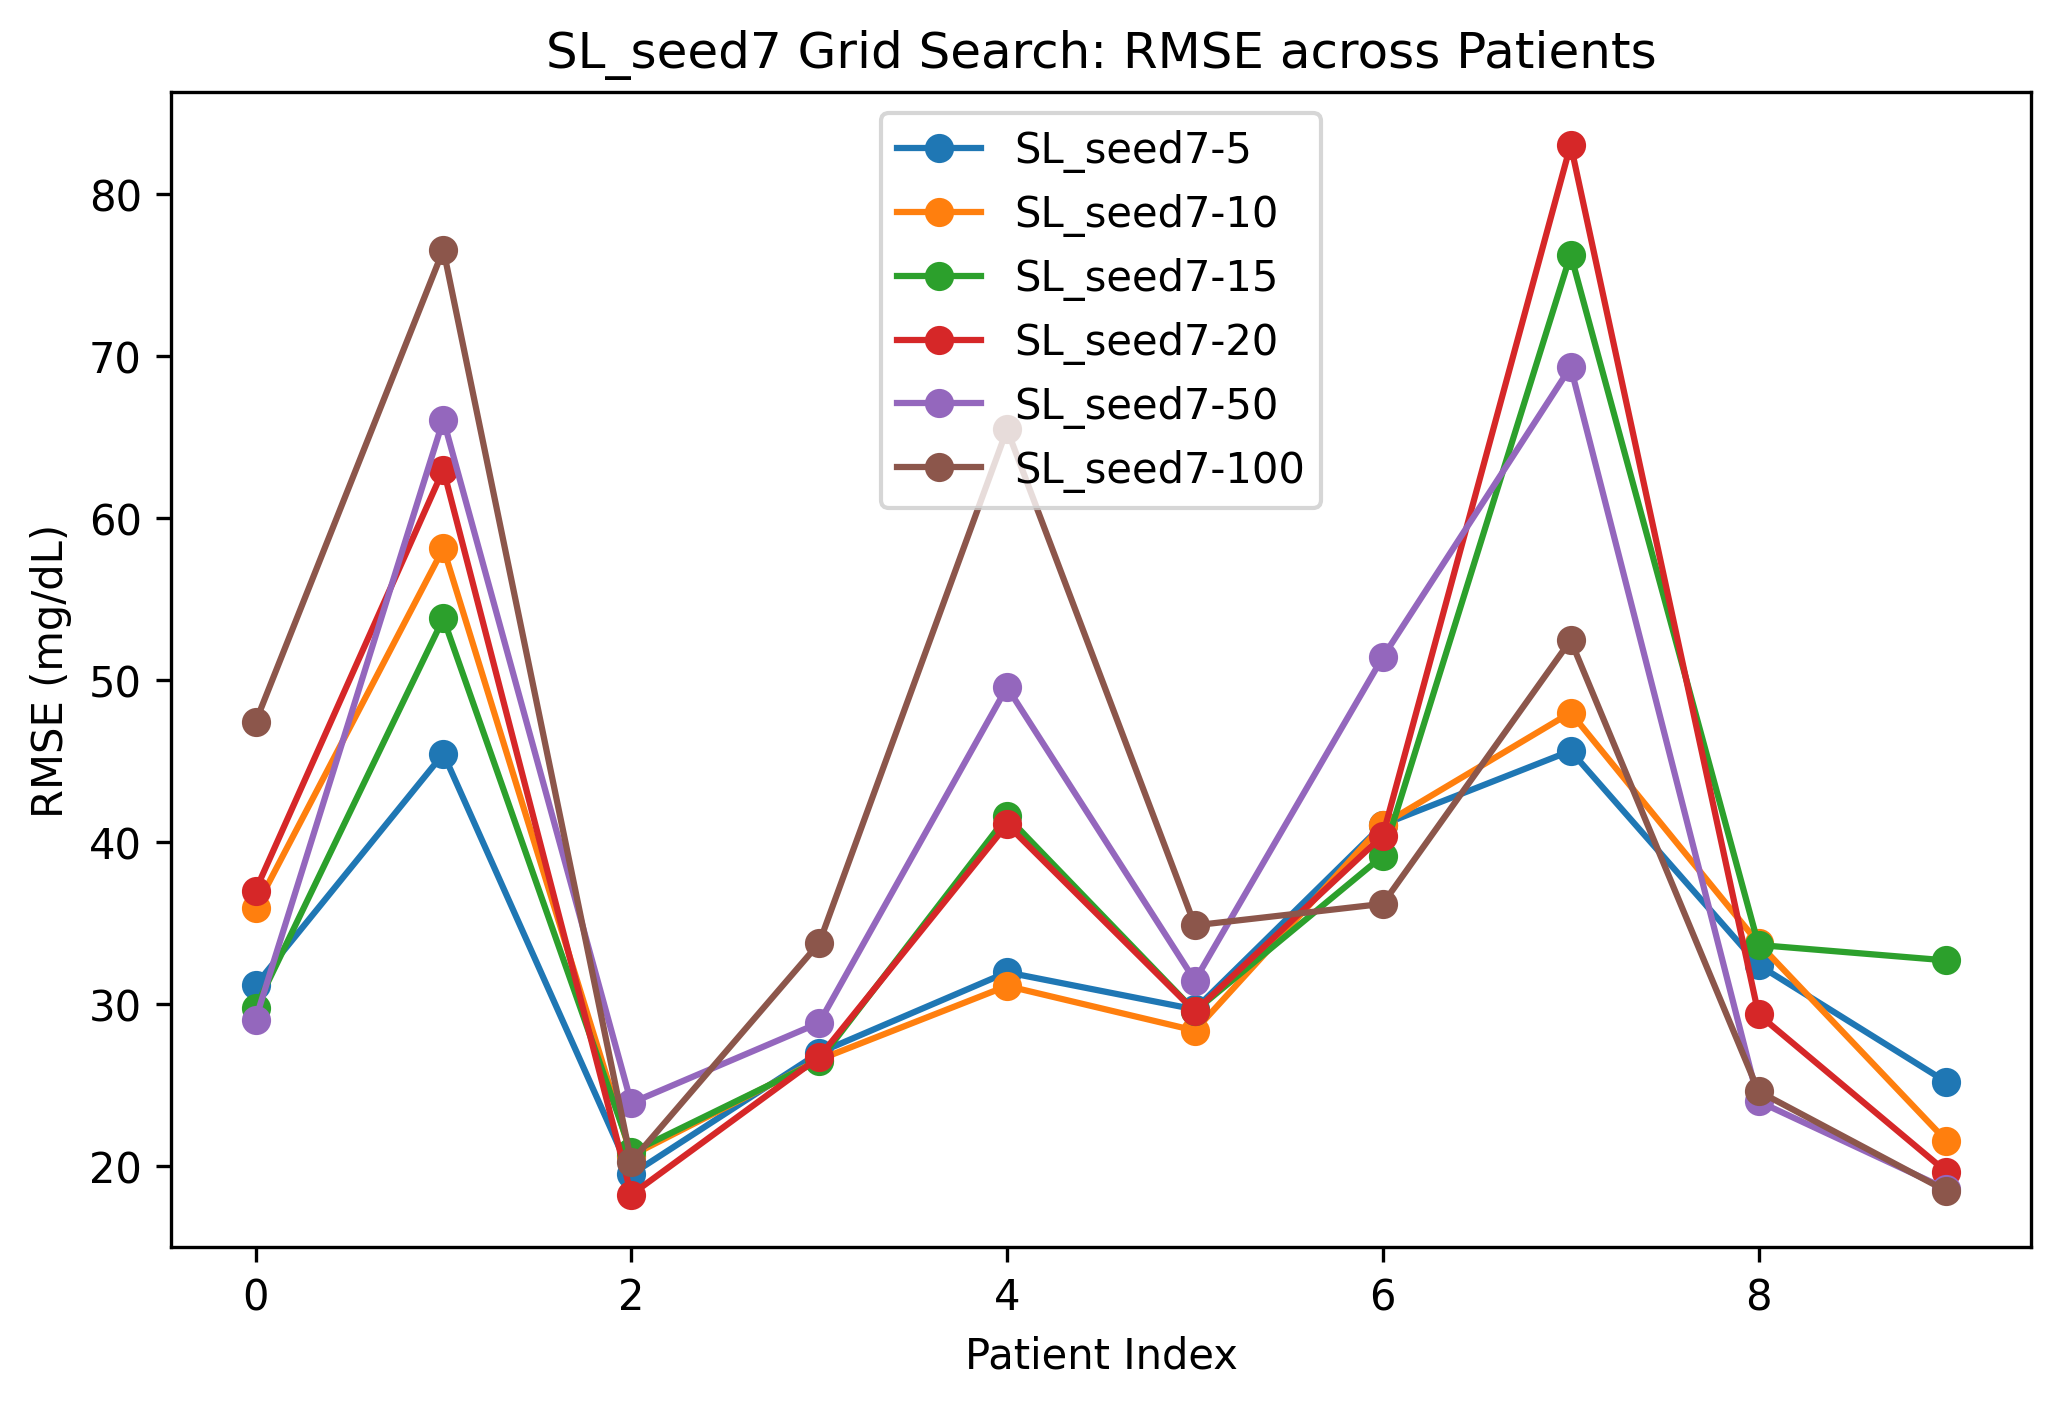 SL_seed7 Grid Search: RMSE across Patients
SL_seed7-5
SL_seed7-10
SL_seed7-15
SL_seed7-20
SL_seed7-50
SL_seed7-100
RMSE (mg/dL)
80
70
60
50
40
30
20
0 2 4 6 8
Patient Index